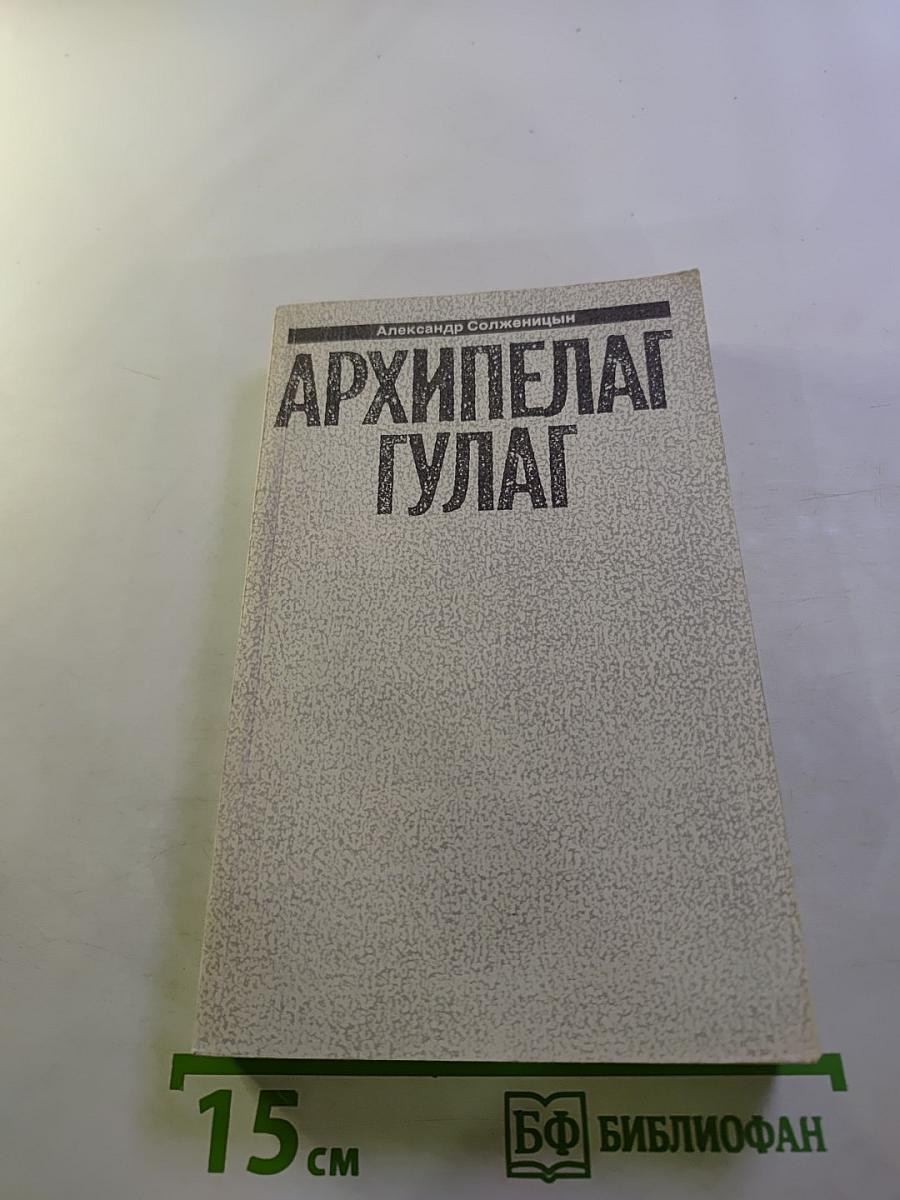 Александр Солженицын
АРХИПЕЛАГ
ГУЛАГ
15 см
БФ БИБЛИОФАН